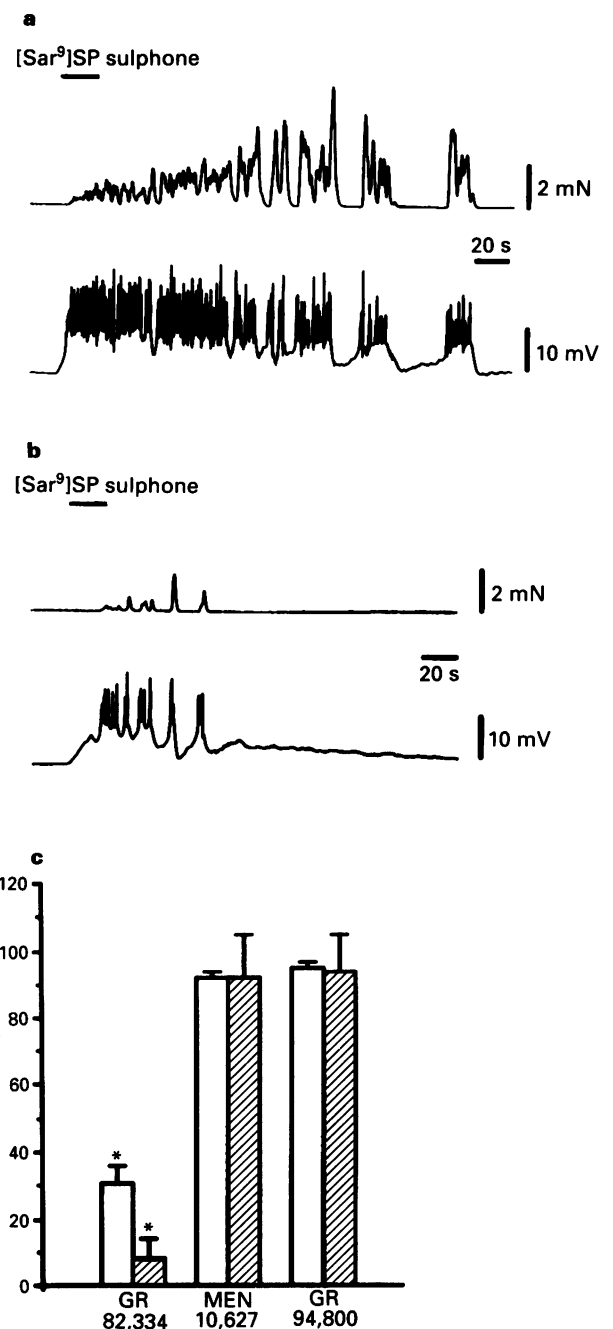 a
[Sar⁹]SP sulphone
2 mN
20 s
10 mV
b
[Sar⁹]SP sulphone
2 mN
20 s
10 mV
c
120
100
80
60
40
20
0
*
*
GR MEN GR
82,334 10,627 94,800